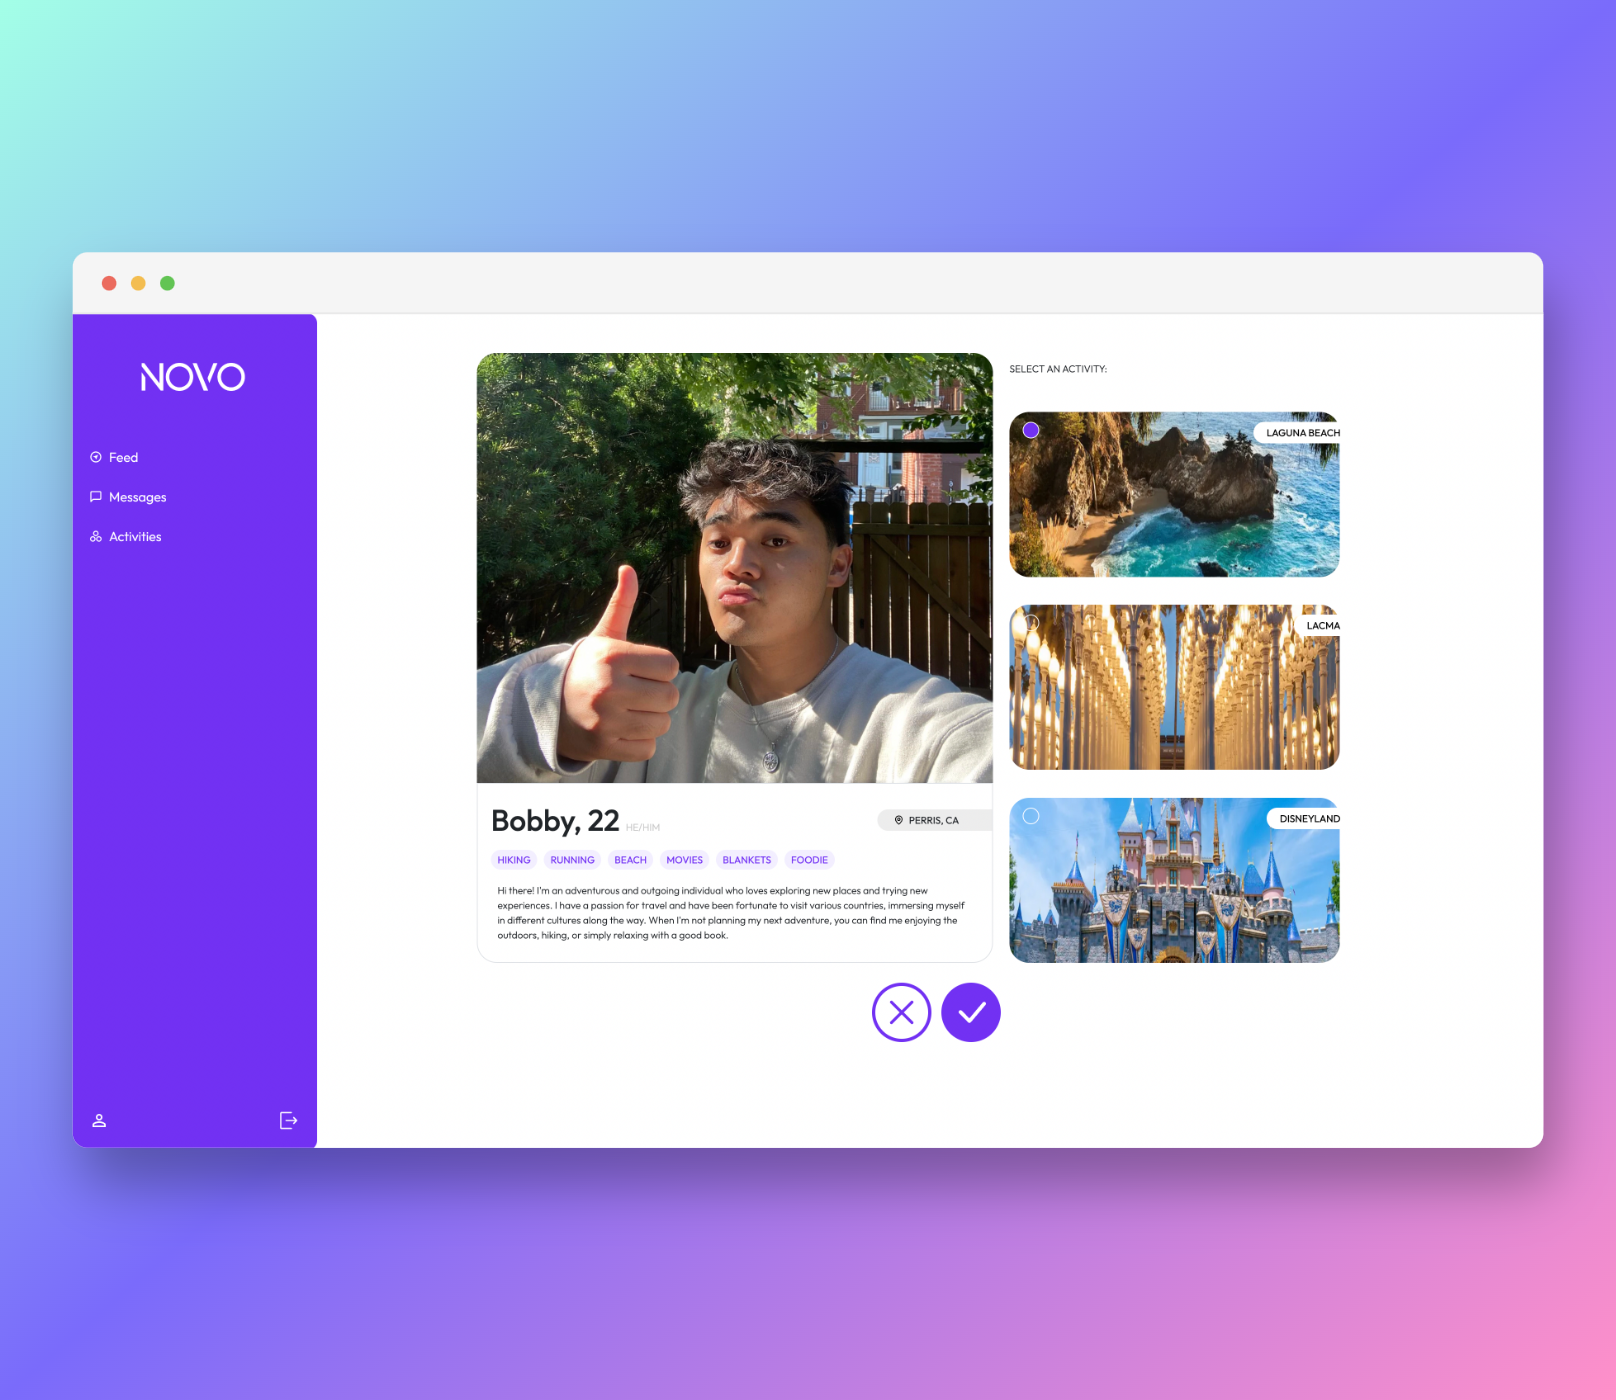 NOVO
Feed
Messages
Activities
Bobby, 22 HE/HIM
PERRIS, CA
HIKING RUNNING BEACH MOVIES BLANKETS FOODIE
Hi there! I'm an adventurous and outgoing individual who loves exploring new places and trying new
experiences. I have a passion for travel and have been fortunate to visit various countries, immersing myself
in different cultures along the way. When I'm not planning my next adventure, you can find me enjoying the
outdoors, hiking, or simply relaxing with a good book.
SELECT AN ACTIVITY:
LAGUNA BEACH
LACMA
DISNEYLAND